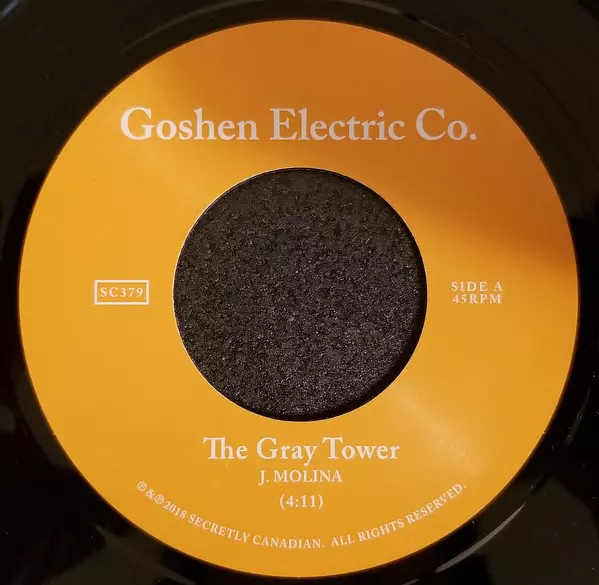 Goshen Electric Co.
SC379
SIDE A
45RPM
The Gray Tower
J. MOLINA
(4:11)
℗ & ℗ 2018 SECRETLY CANADIAN. ALL RIGHTS RESERVED.